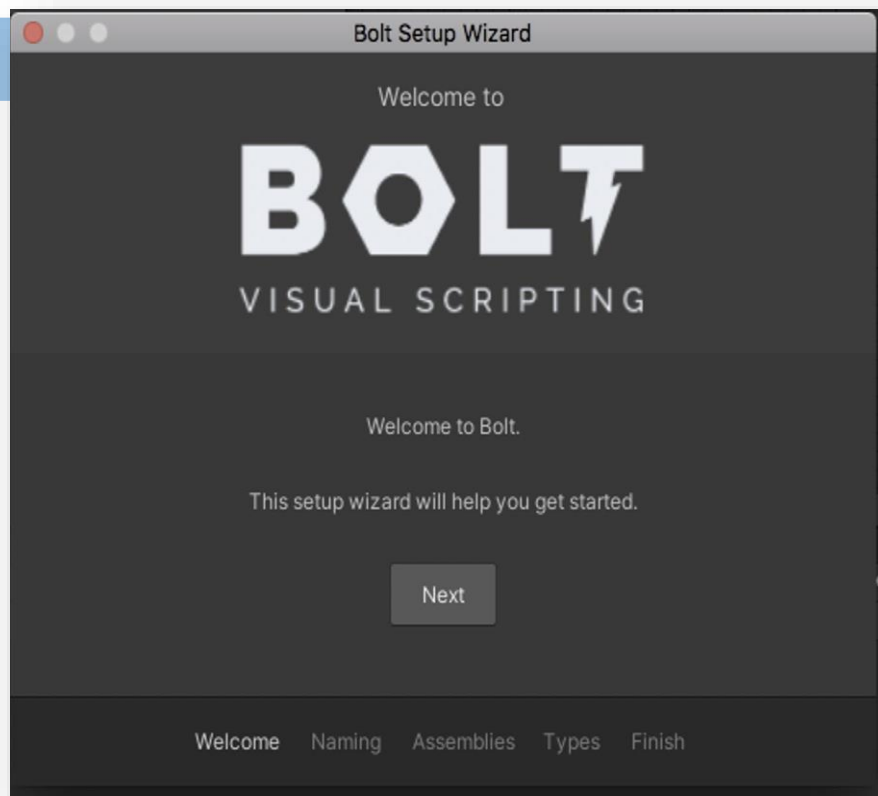 Bolt Setup Wizard
Welcome to
BOLT
VISUAL SCRIPTING
Welcome to Bolt.
This setup wizard will help you get started.
Next
Welcome Naming Assemblies Types Finish